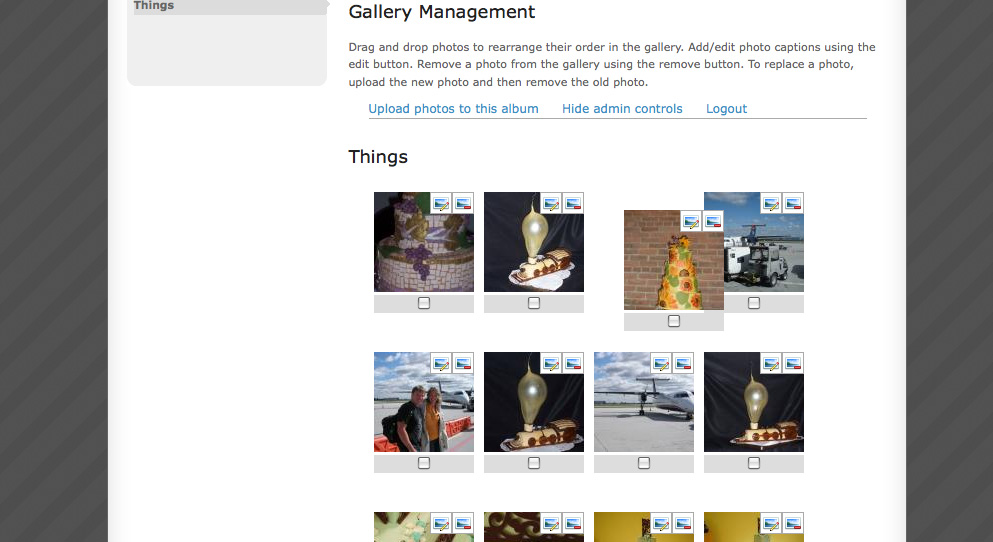 Things
Gallery Management
Drag and drop photos to rearrange their order in the gallery. Add/edit photo captions using the
edit button. Remove a photo from the gallery using the remove button. To replace a photo,
upload the new photo and then remove the old photo.
Upload photos to this album Hide admin controls Logout
Things